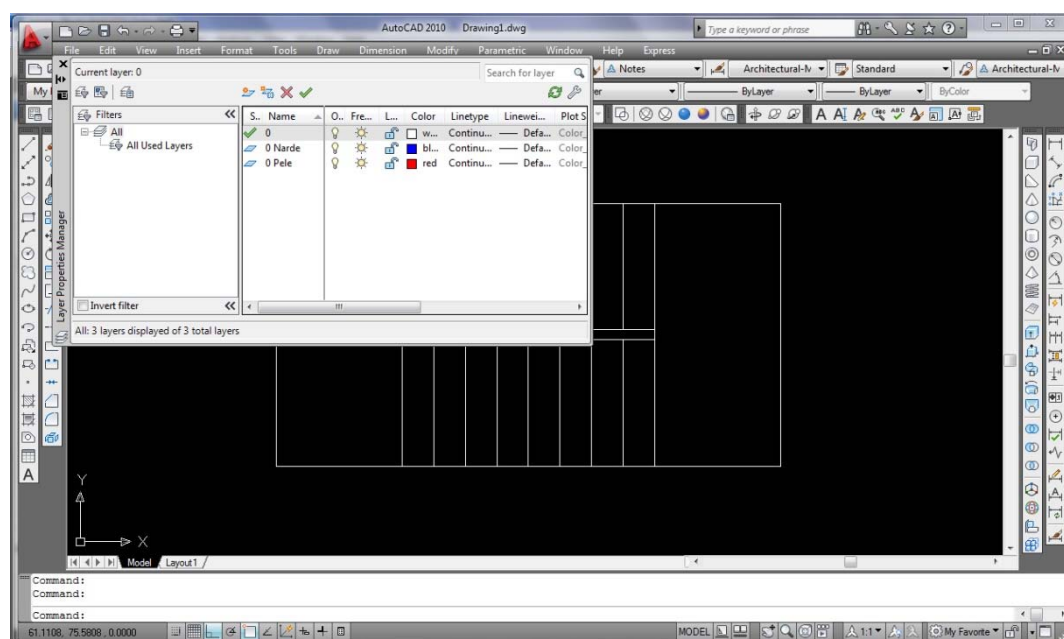 AutoCAD 2010 Drawing1.dwg
Type a keyword or phrase
File Edit View Insert Format Tools Draw Dimension Modify Parametric Window Help Express
Current layer: 0
Search for layer
Notes
Architectural-N
Standard
Architectural-N
My
ByLayer
ByLayer
ByColor
Filters
All
All Used Layers
S.. Name O.. Fre... L... Color Linetype Linewei... Plot S
0 w... Continu... Defa... Color_
0 Narde bl... Continu... Defa... Color_
0 Pele red Continu... Defa... Color_
Layer Properties Manager
Invert filter
All: 3 layers displayed of 3 total layers
A
Y
X
Model Layout1
Command:
Command:
Command:
61.1108, 75.5808, 0.0000
MODEL
1:1
My Favorite